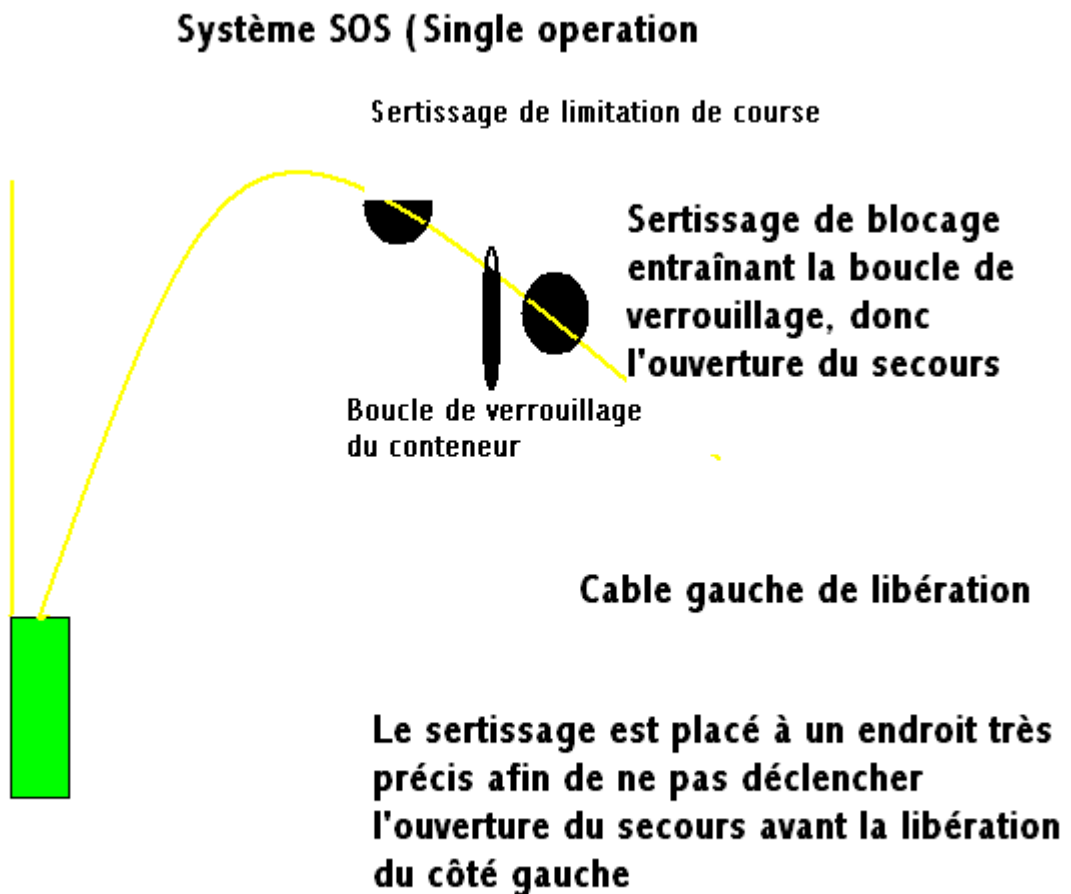 Système SOS (Single operation
Sertissage de limitation de course
Sertissage de blocage
entraînant la boucle de
verrouillage, donc
l'ouverture du secours
Boucle de verrouillage
du conteneur
Cable gauche de libération
Le sertissage est placé à un endroit très
précis afin de ne pas déclencher
l'ouverture du secours avant la libération
du côté gauche